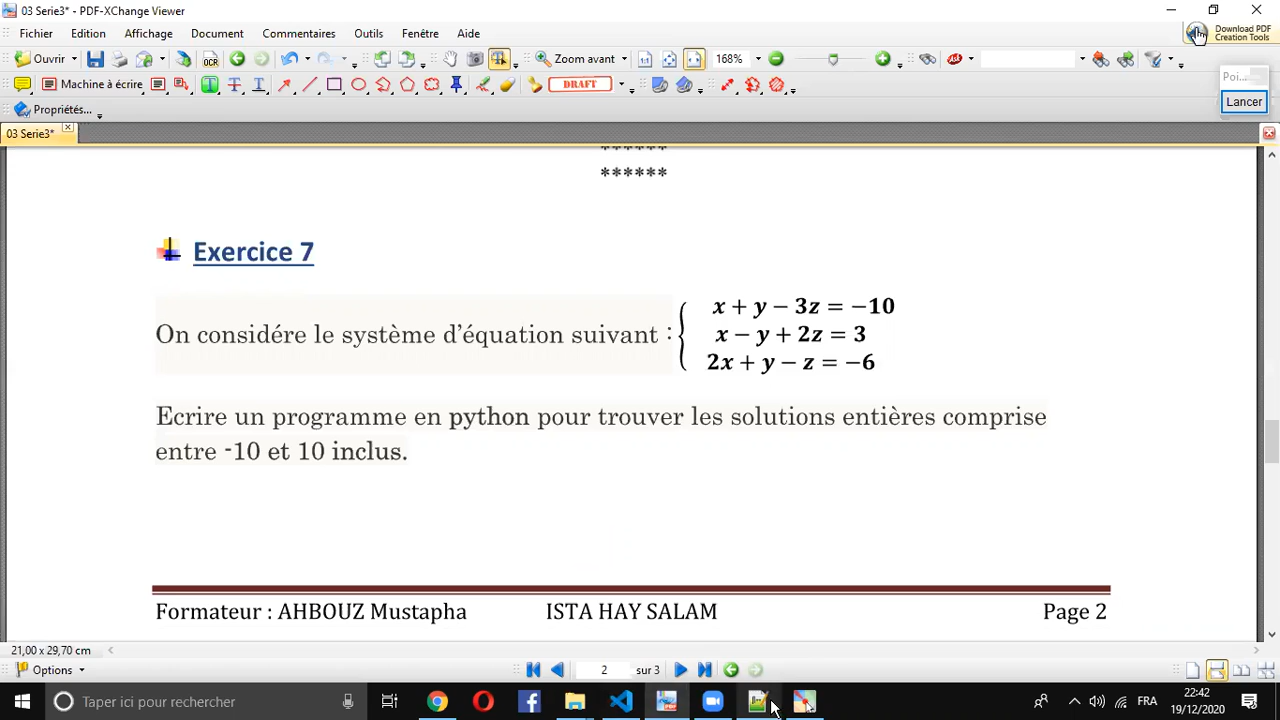 03 Serie3* - PDF-XChange Viewer
Fichier Edition Affichage Document Commentaires Outils Fenêtre Aide
Download PDF
Creation Tools
Ouvrir OCR Zoom avant 168%
Poi...
Machine à écrire DRAFT
Lancer
Propriétés...
03 Serie3* x
******
******
Exercice 7
x + y − 3z = −10
On considére le système d’équation suivant :
x − y + 2z = 3
2x + y − z = −6
Ecrire un programme en python pour trouver les solutions entières comprise
entre -10 et 10 inclus.
Formateur : AHBOUZ Mustapha ISTA HAY SALAM Page 2
21,00 x 29,70 cm
Options 2 sur 3
Taper ici pour rechercher FRA 22:42
19/12/2020